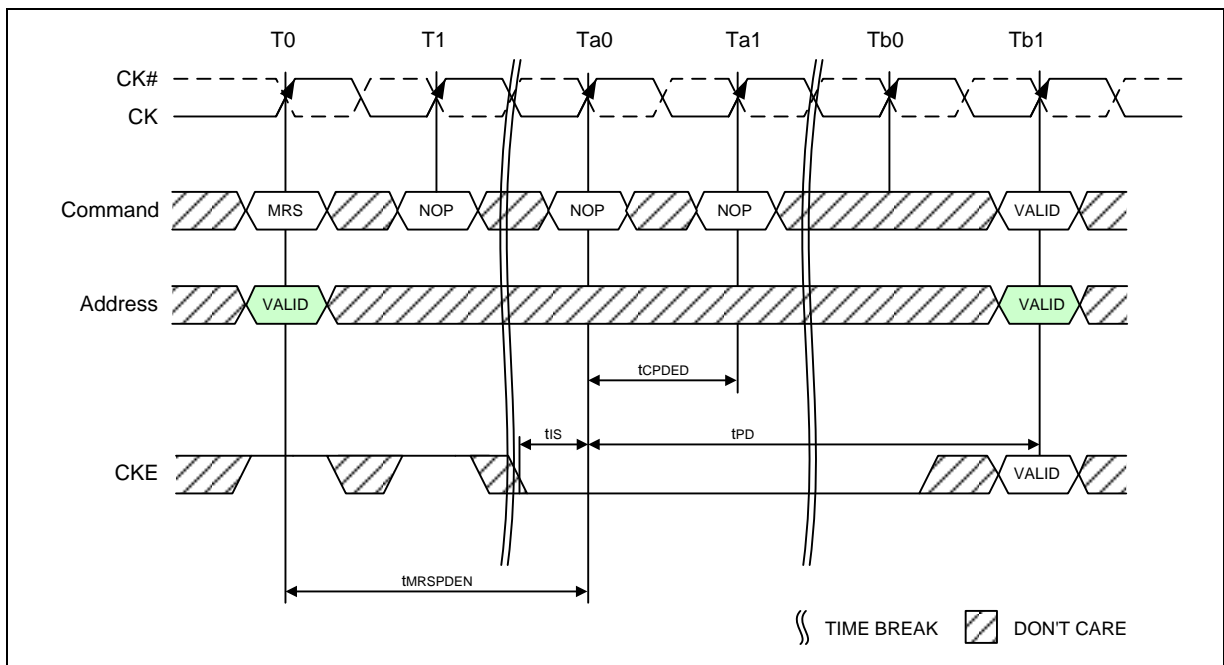 T0 T1 Ta0 Ta1 Tb0 Tb1
CK#
CK
Command MRS NOP NOP NOP VALID
Address VALID VALID
tCPDED
tIS tPD
CKE VALID
tMRSPDEN
TIME BREAK DON'T CARE